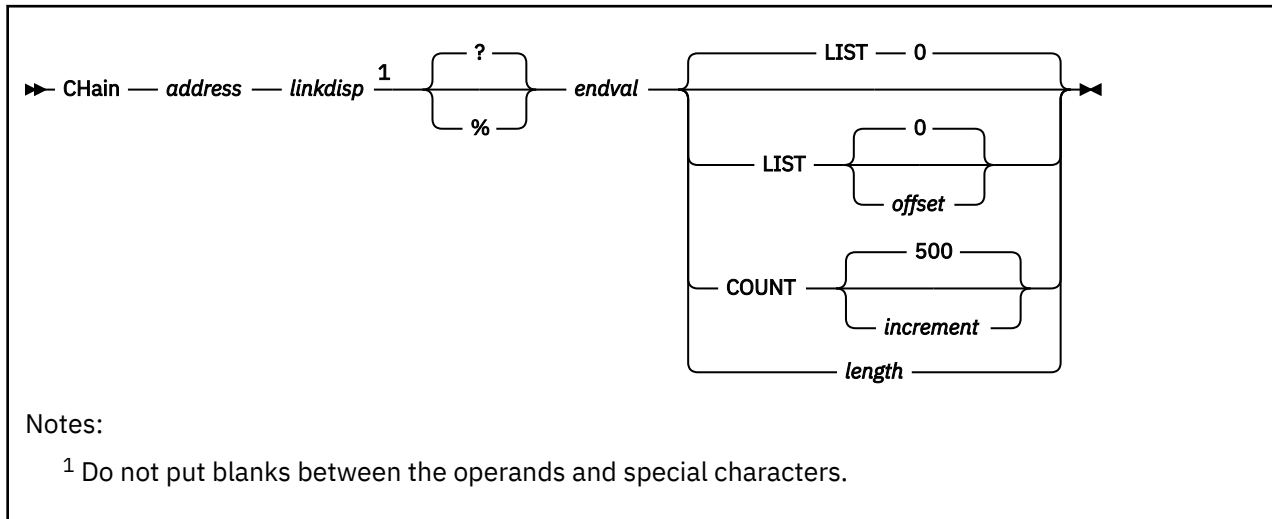 LIST 0
?
CHain address linkdisp 1 endval
%
0
LIST
offset
500
COUNT
increment
length
Notes:
1 Do not put blanks between the operands and special characters.